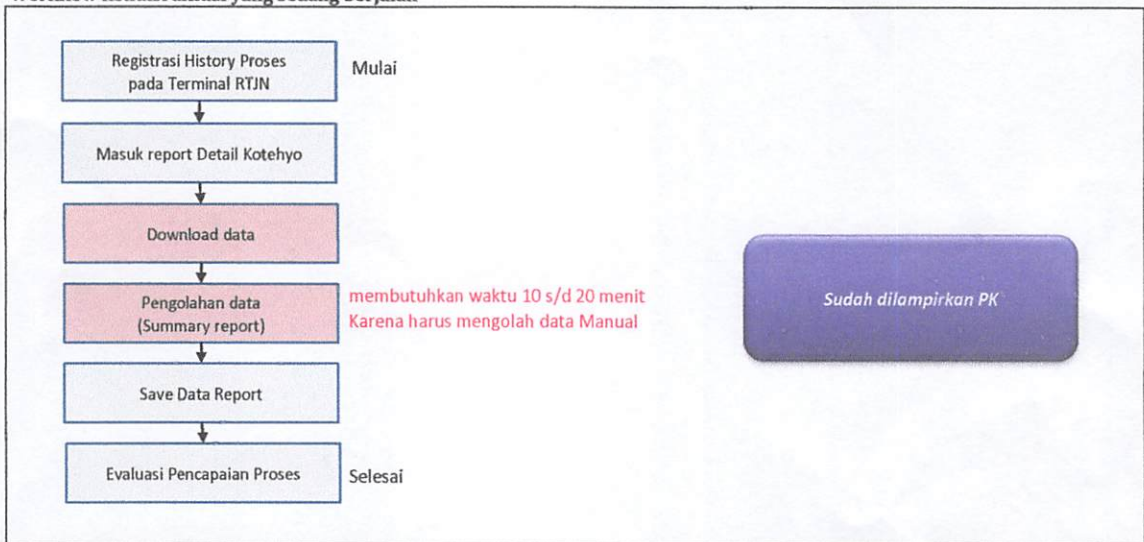 Registrasi History Proses
pada Terminal RTJN
Mulai
Masuk report Detail Kotehyo
Download data
Pengolahan data
(Summary report)
membutuhkan waktu 10 s/d 20 menit
Karena harus mengolah data Manual
Sudah dilampirkan PK
Save Data Report
Evaluasi Pencapaian Proses
Selesai